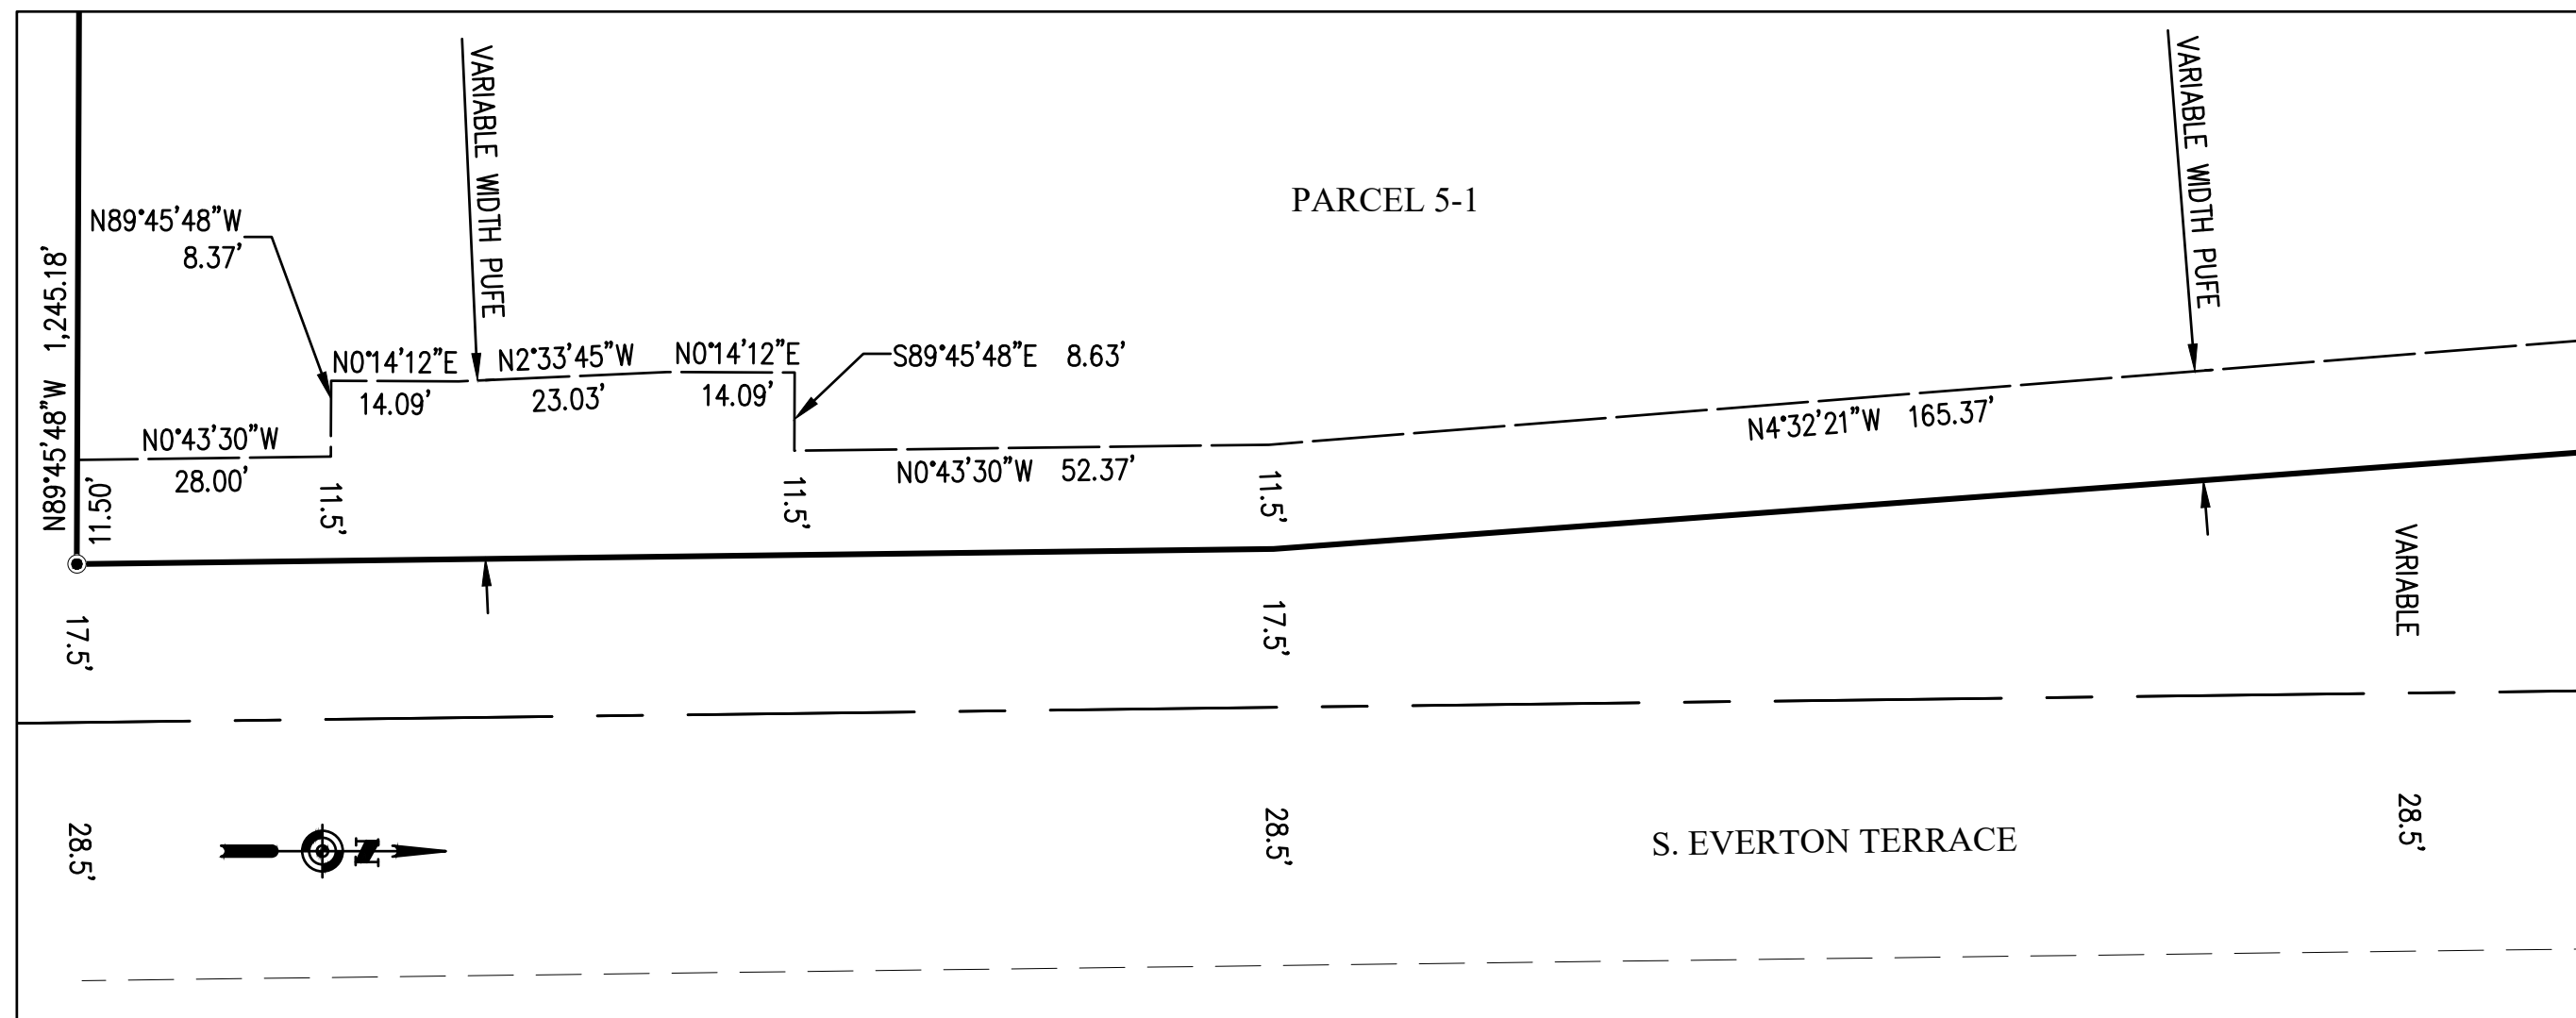 VARIABLE WIDTH PUFE
VARIABLE WIDTH PUFE
PARCEL 5-1
N89°45'48"W
8.37'
N89°45'48"W 1,245.18'
N0°14'12"E
14.09'
N2°33'45"W
23.03'
N0°14'12"E
14.09'
S89°45'48"E 8.63'
N0°43'30"W
28.00'
11.50'
11.5'
11.5'
N0°43'30"W 52.37'
11.5'
N4°32'21"W 165.37'
17.5'
17.5'
VARIABLE
28.5'
N
28.5'
S. EVERTON TERRACE
28.5'